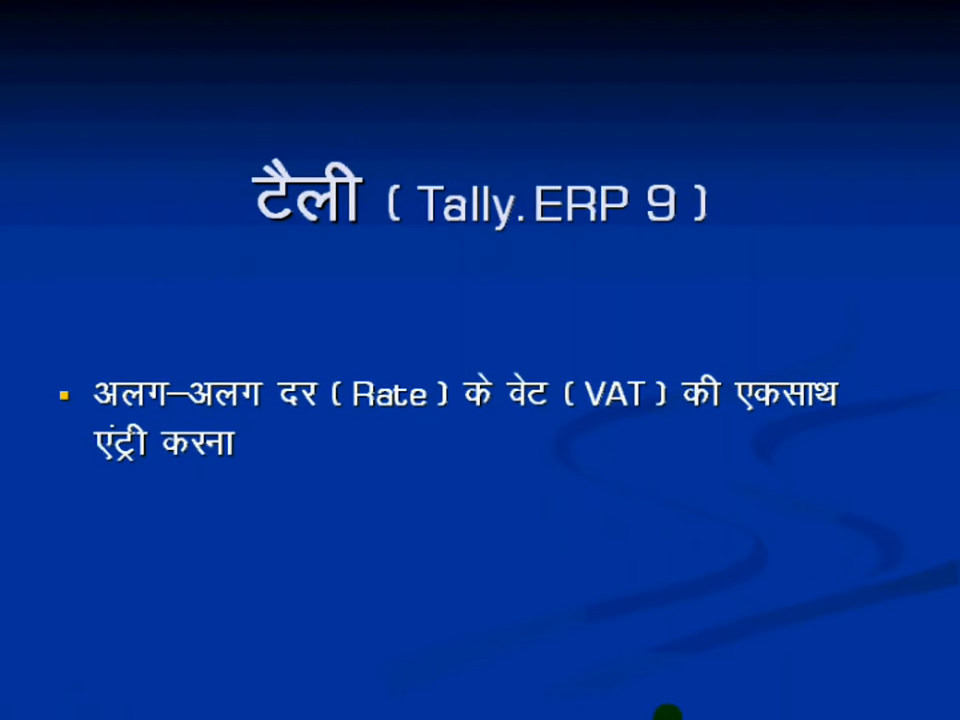 टैली ( Tally.ERP 9 )
▪ अलग–अलग दर ( Rate ) के वेट ( VAT ) की एकसाथ
एंट्री करना